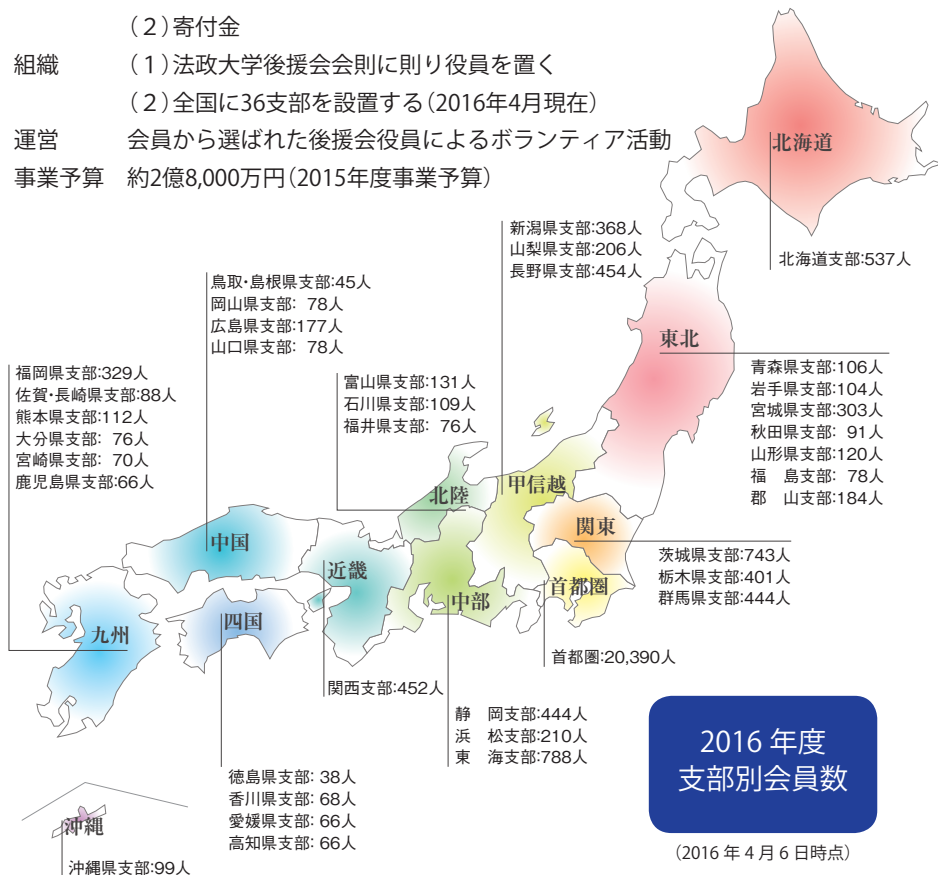 (2)寄付金
組織 (1)法政大学後援会会則に則り役員を置く
(2)全国に36支部を設置する(2016年4月現在)
運営 会員から選ばれた後援会役員によるボランティア活動
事業予算 約2億8,000万円(2015年度事業予算)
北海道
北海道支部:537人
新潟県支部:368人
山梨県支部:206人
長野県支部:454人
鳥取・島根県支部:45人
岡山県支部: 78人
広島県支部:177人
山口県支部: 78人
東北
青森県支部:106人
岩手県支部:104人
宮城県支部:303人
秋田県支部: 91人
山形県支部:120人
福 島支部: 78人
郡 山支部:184人
福岡県支部:329人
佐賀・長崎県支部:88人
熊本県支部:112人
大分県支部: 76人
宮崎県支部: 70人
鹿児島県支部:66人
富山県支部:131人
石川県支部:109人
福井県支部: 76人
北陸
甲信越
関東
茨城県支部:743人
栃木県支部:401人
群馬県支部:444人
中国
近畿
中部
首都圏
首都圏:20,390人
四国
九州
関西支部:452人
静 岡支部:444人
浜 松支部:210人
東 海支部:788人
徳島県支部: 38人
香川県支部: 68人
愛媛県支部: 66人
高知県支部: 66人
沖縄
沖縄県支部:99人
2016 年度
支部別会員数
(2016 年 4 月 6 日時点)